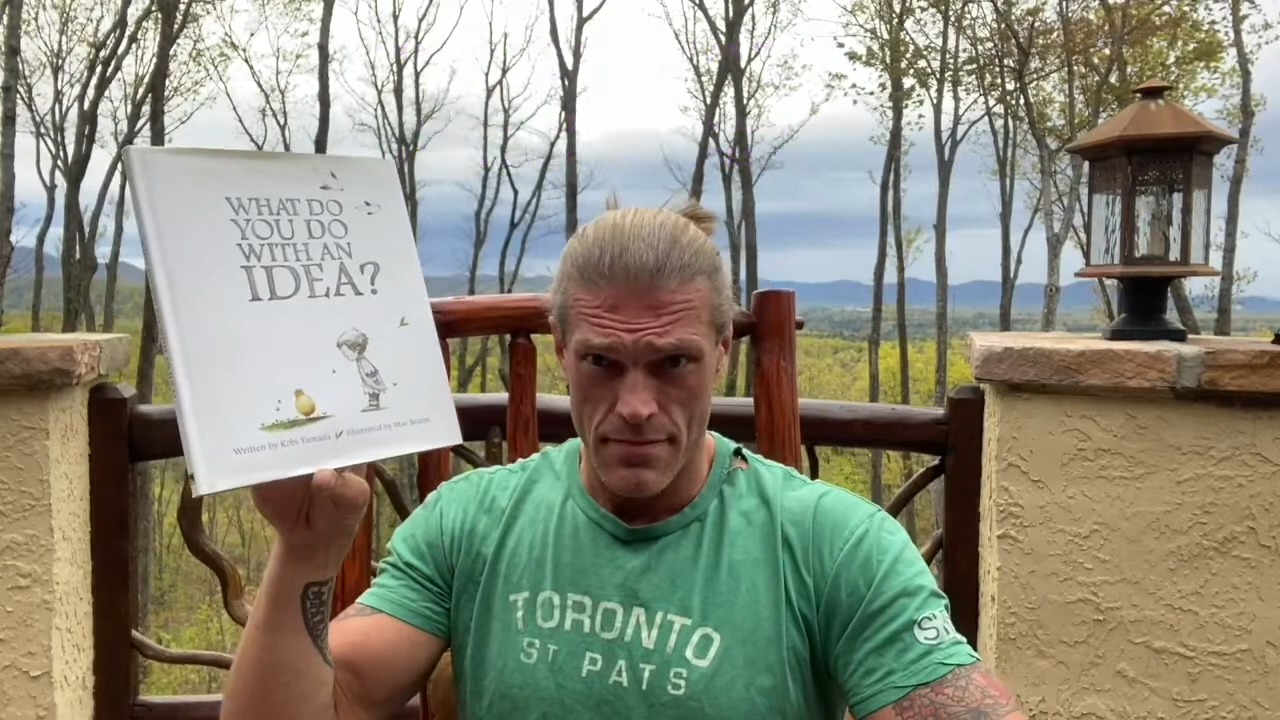 WHAT DO
YOU DO
WITH AN
IDEA?
Written by Kobi Yamada Illustrated by Mae Besom
TORONTO
ST PATS